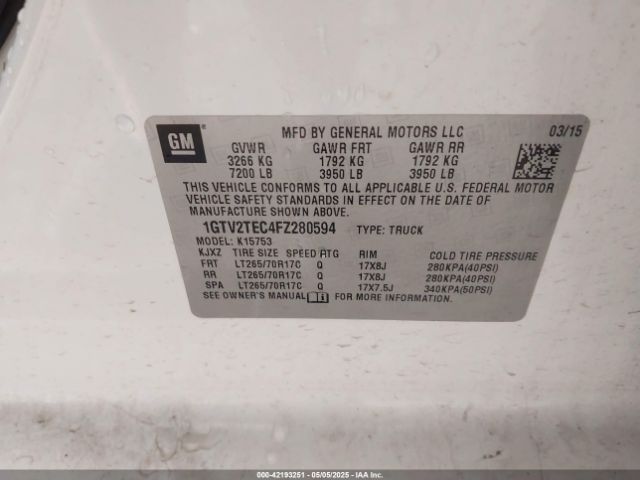 GM
MFD BY GENERAL MOTORS LLC 03/15
GVWR GAWR FRT GAWR RR
3266 KG 1792 KG 1792 KG
7200 LB 3950 LB 3950 LB
THIS VEHICLE CONFORMS TO ALL APPLICABLE U.S. FEDERAL MOTOR
VEHICLE SAFETY STANDARDS IN EFFECT ON THE DATE OF
MANUFACTURE SHOWN ABOVE.
1GTV2TEC4FZ280594 TYPE: TRUCK
MODEL: K15753
KJXZ TIRE SIZE SPEED RTG RIM COLD TIRE PRESSURE
FRT LT265/70R17C Q 17X8J 280KPA(40PSI)
RR LT265/70R17C Q 17X8J 280KPA(40PSI)
SPA LT265/70R17C Q 17X7.5J 340KPA(50PSI)
SEE OWNER'S MANUAL FOR MORE INFORMATION.
000-42193251 - 05/05/2025 - IAAI.COM